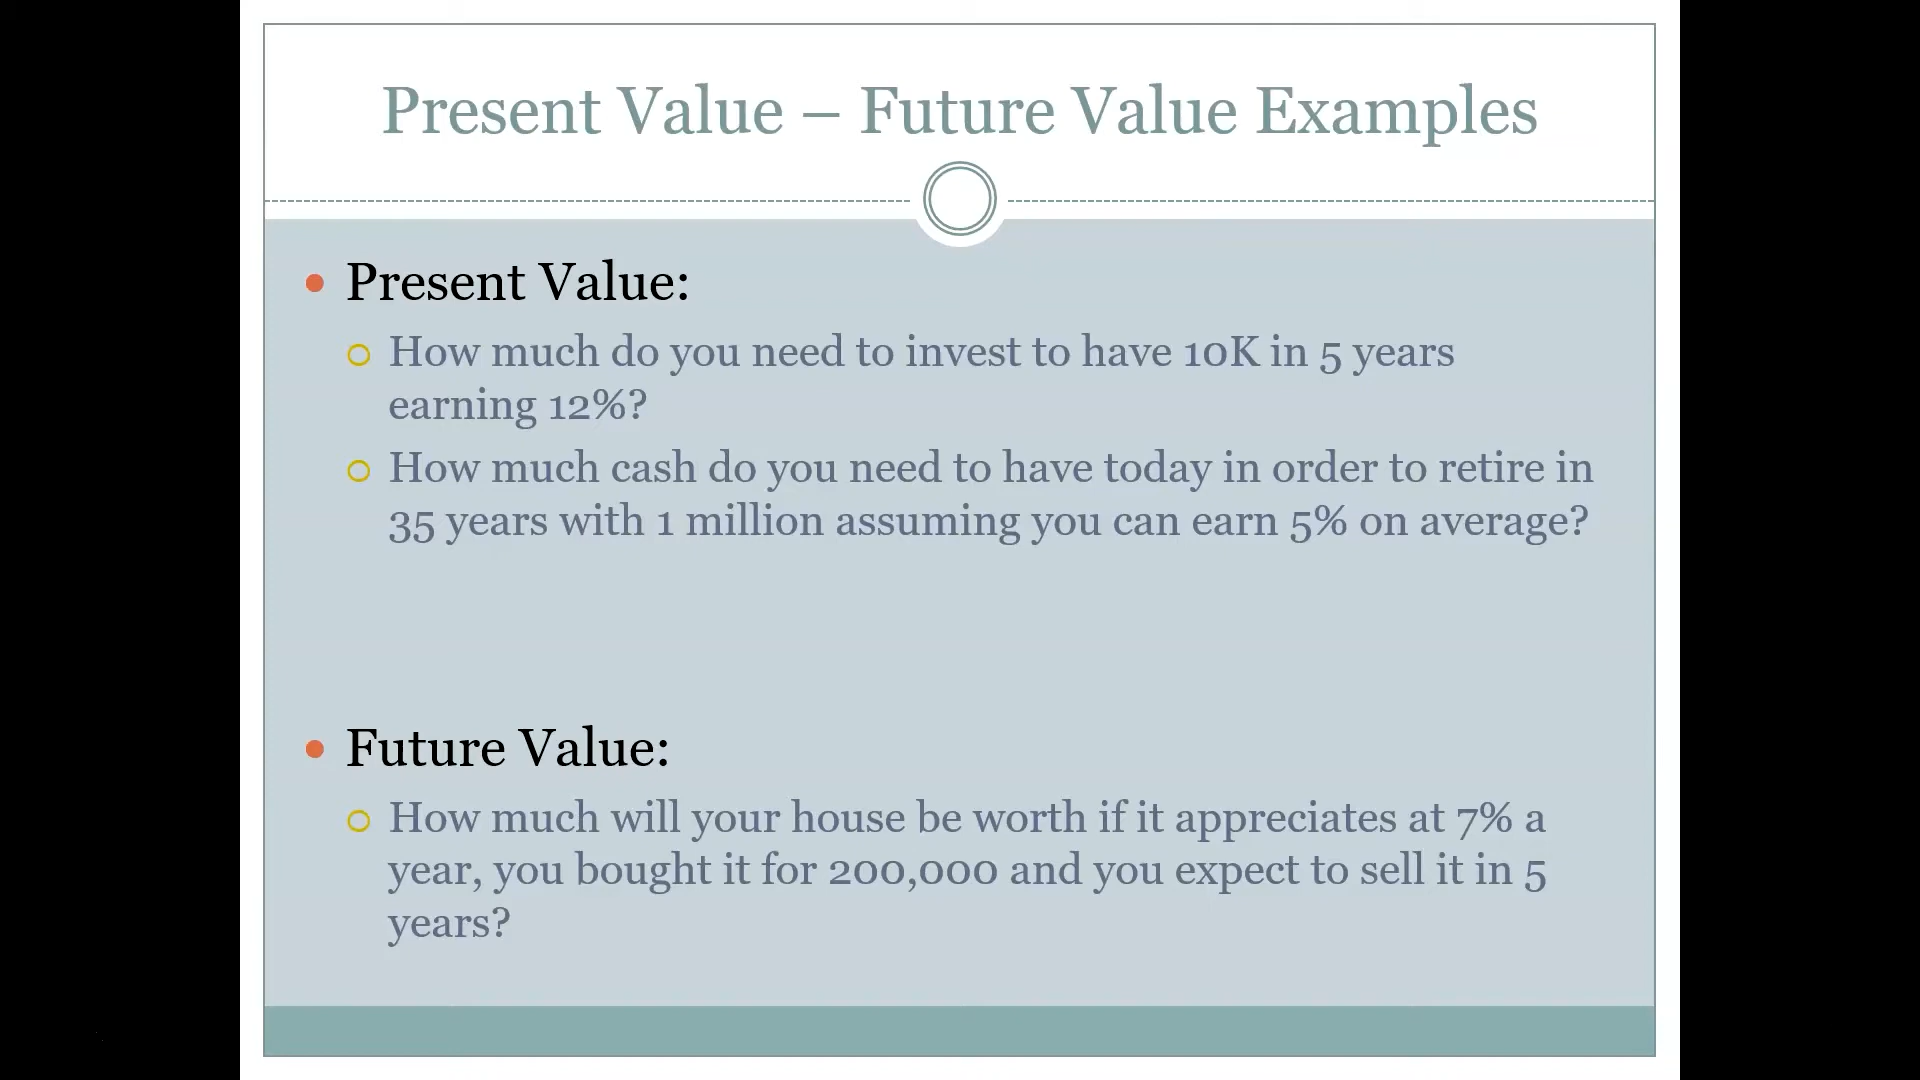 Present Value – Future Value Examples
Present Value:
How much do you need to invest to have 10K in 5 years
earning 12%?
How much cash do you need to have today in order to retire in
35 years with 1 million assuming you can earn 5% on average?
Future Value:
How much will your house be worth if it appreciates at 7% a
year, you bought it for 200,000 and you expect to sell it in 5
years?